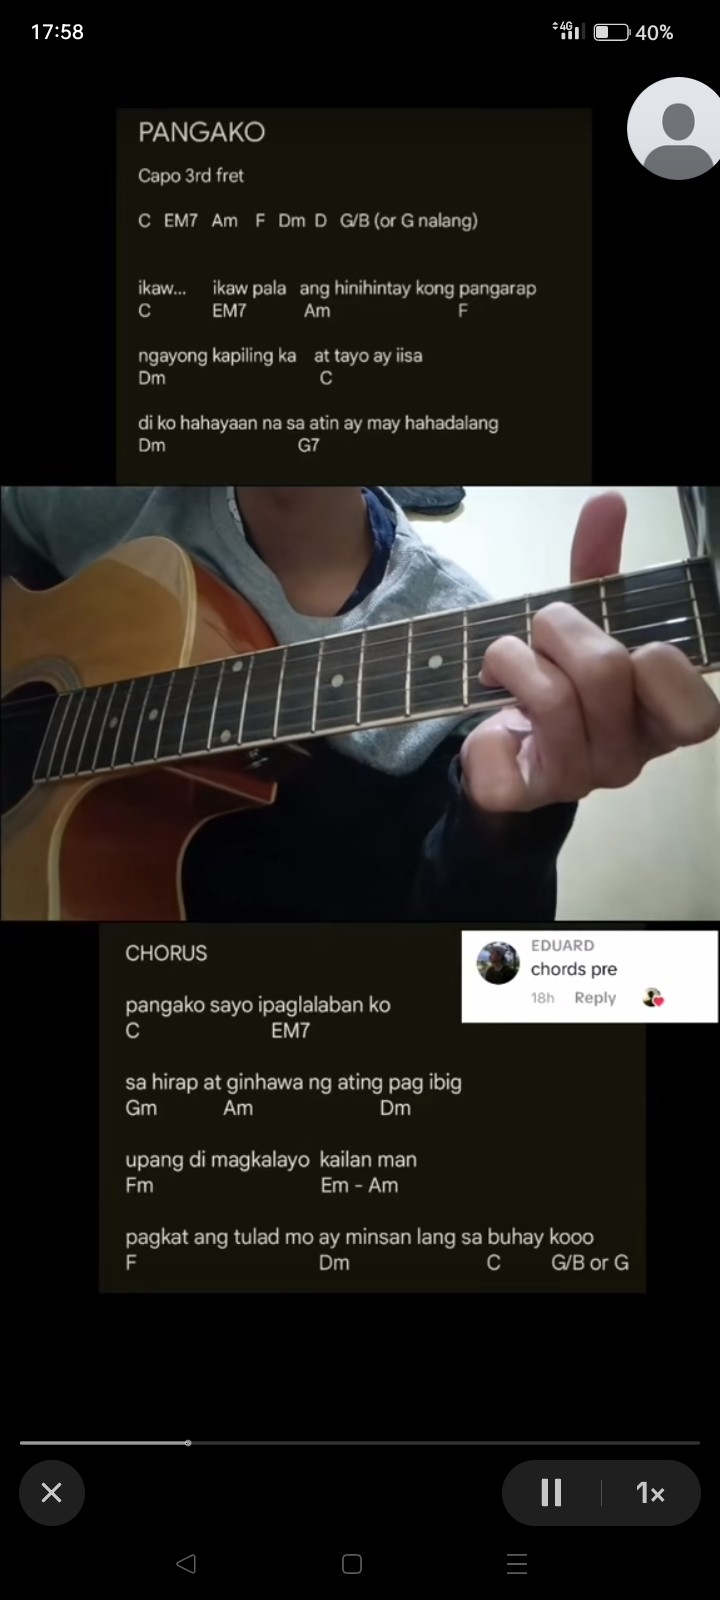 17:58
4G
40%
PANGAKO
Capo 3rd fret
C EM7 Am F Dm D G/B (or G nalang)
ikaw... ikaw pala ang hinihintay kong pangarap
C EM7 Am F
ngayong kapiling ka at tayo ay iisa
Dm C
di ko hahayaan na sa atin ay may hahadalang
Dm G7
CHORUS
EDUARD
chords pre
18h Reply
pangako sayo ipaglalaban ko
C EM7
sa hirap at ginhawa ng ating pag ibig
Gm Am Dm
upang di magkalayo kailan man
Fm Em - Am
pagkat ang tulad mo ay minsan lang sa buhay kooo
F Dm C G/B or G
1×